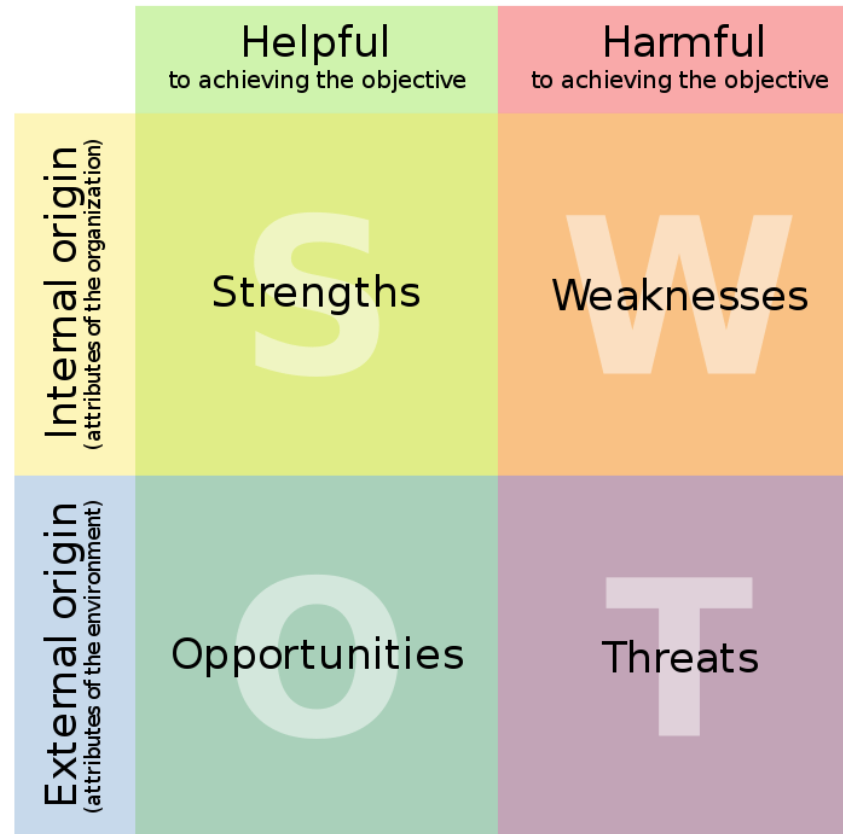 Helpful
to achieving the objective
Harmful
to achieving the objective
Internal origin
(attributes of the organization)
S
Strengths
W
Weaknesses
External origin
(attributes of the environment)
O
Opportunities
T
Threats